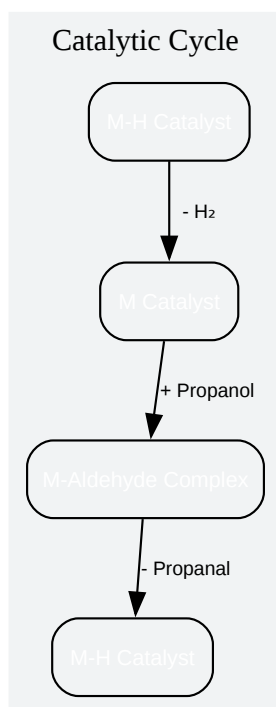 Catalytic Cycle
M-H Catalyst
- H₂
M Catalyst
+ Propanol
M-Aldehyde Complex
- Propanal
M-H Catalyst